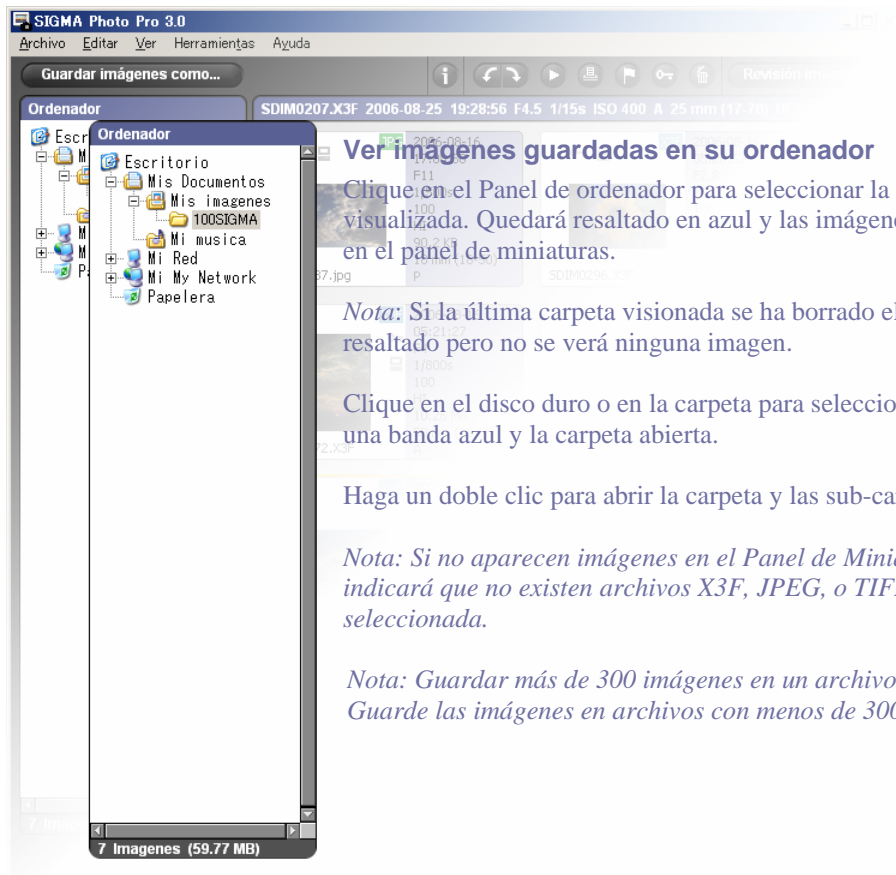 SIGMA Photo Pro 3.0
Archivo Editar Ver Herramientas Ayuda
Guardar imágenes como...
Revisión
Ordenador
SDIM0207.X3F 2006-08-25 19:28:56 F4.5 1/15s ISO 400 A 25 mm
Ordenador
Escritorio
Mis Documentos
Mis imagenes
100SIGMA
Mi musica
Mi Red
Mi My Network
Papelera
7 Imagenes (59.77 MB)
Ver imágenes guardadas en su ordenador
Clique en el Panel de ordenador para seleccionar la
visualizada. Quedará resaltado en azul y las imágene
en el panel de miniaturas.
Nota: Si la última carpeta visionada se ha borrado el
resaltado pero no se verá ninguna imagen.
Clique en el disco duro o en la carpeta para seleccio
una banda azul y la carpeta abierta.
Haga un doble clic para abrir la carpeta y las sub-car
Nota: Si no aparecen imágenes en el Panel de Minia
indicará que no existen archivos X3F, JPEG, o TIF
seleccionada.
Nota: Guardar más de 300 imágenes en un archivo
Guarde las imágenes en archivos con menos de 300